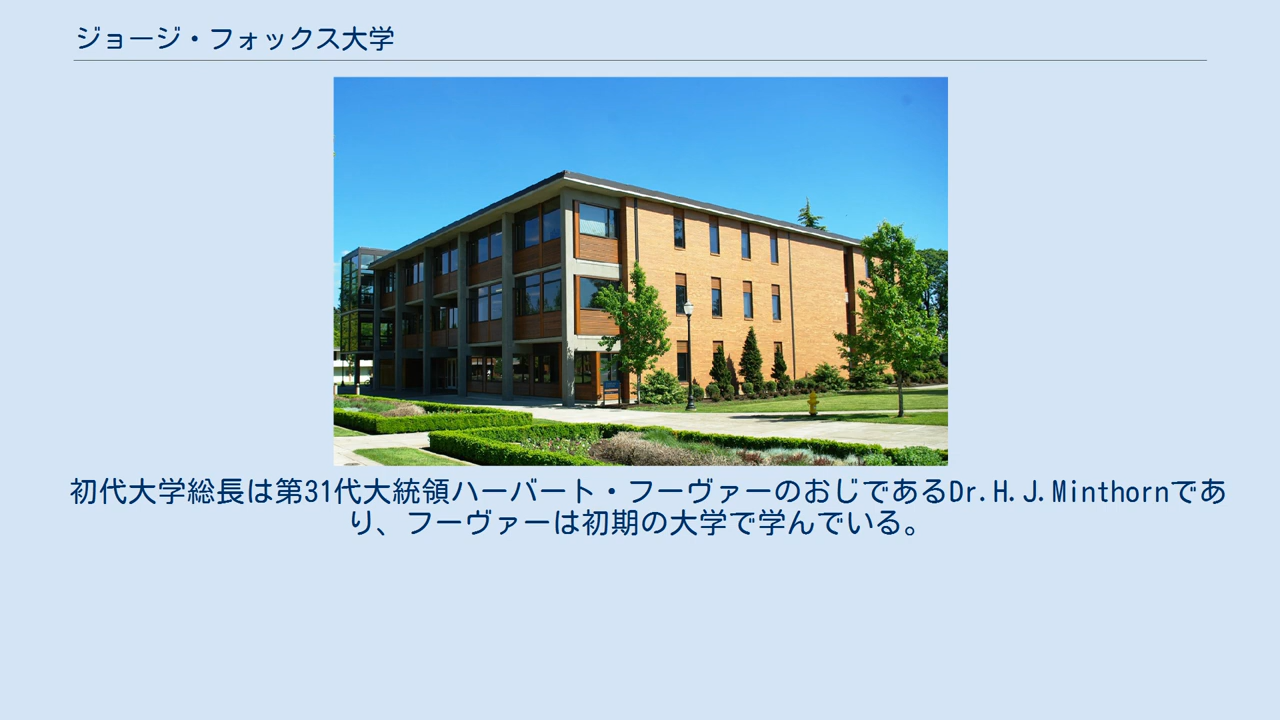 ジョージ・フォックス大学
初代大学総長は第31代大統領ハーバート・フーヴァーのおじであるDr.H.J.Minthornであ
り、フーヴァーは初期の大学で学んでいる。